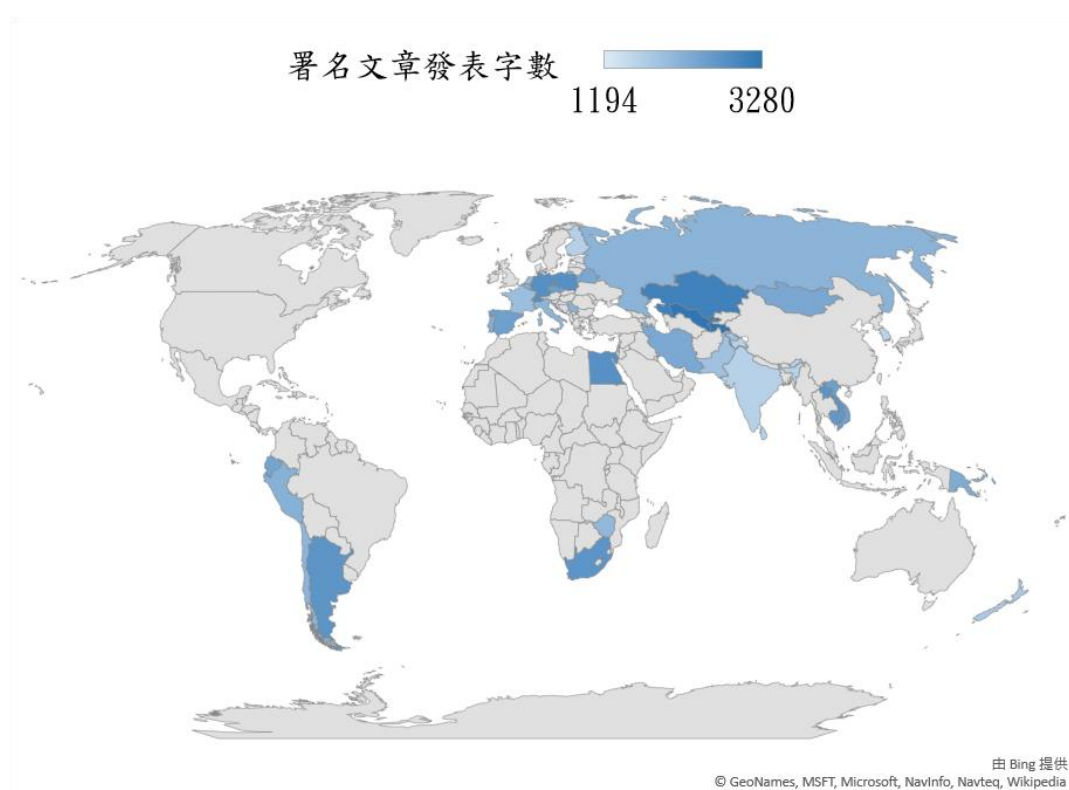 署名文章發表字數
1194 3280
由 Bing 提供
© GeoNames, MSFT, Microsoft, NavInfo, Navteq, Wikipedia